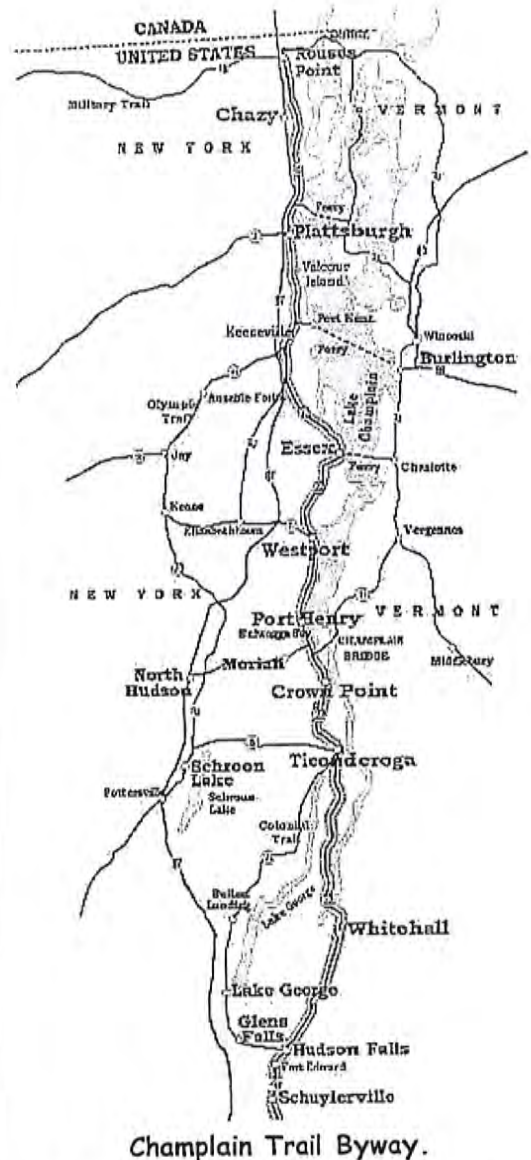 CANADA
UNITED STATES
Rouses
Point
Military Trail
Chazy
VERMONT
NEW YORK
Ferry
Plattsburgh
Valcour
Island
Port Kent
Keeseville
Ferry
Winooski
Burlington
Olympic
Trail
Ausable Forks
Lake
Champlain
Essex
Ferry
Charlotte
Jay
Keene
Elizabethtown
Westport
Vergennes
NEW YORK
Port Henry
VERMONT
CHAMPLAIN
BRIDGE
Moriah
Middlebury
North
Hudson
Crown Point
Ticonderoga
Schroon
Lake
Pottersville
Schroon
Lake
Colonial
Trail
Bolton
Landing
Lake George
Whitehall
Lake George
Glens
Falls
Hudson Falls
Fort Edward
Schuylerville
Champlain Trail Byway.